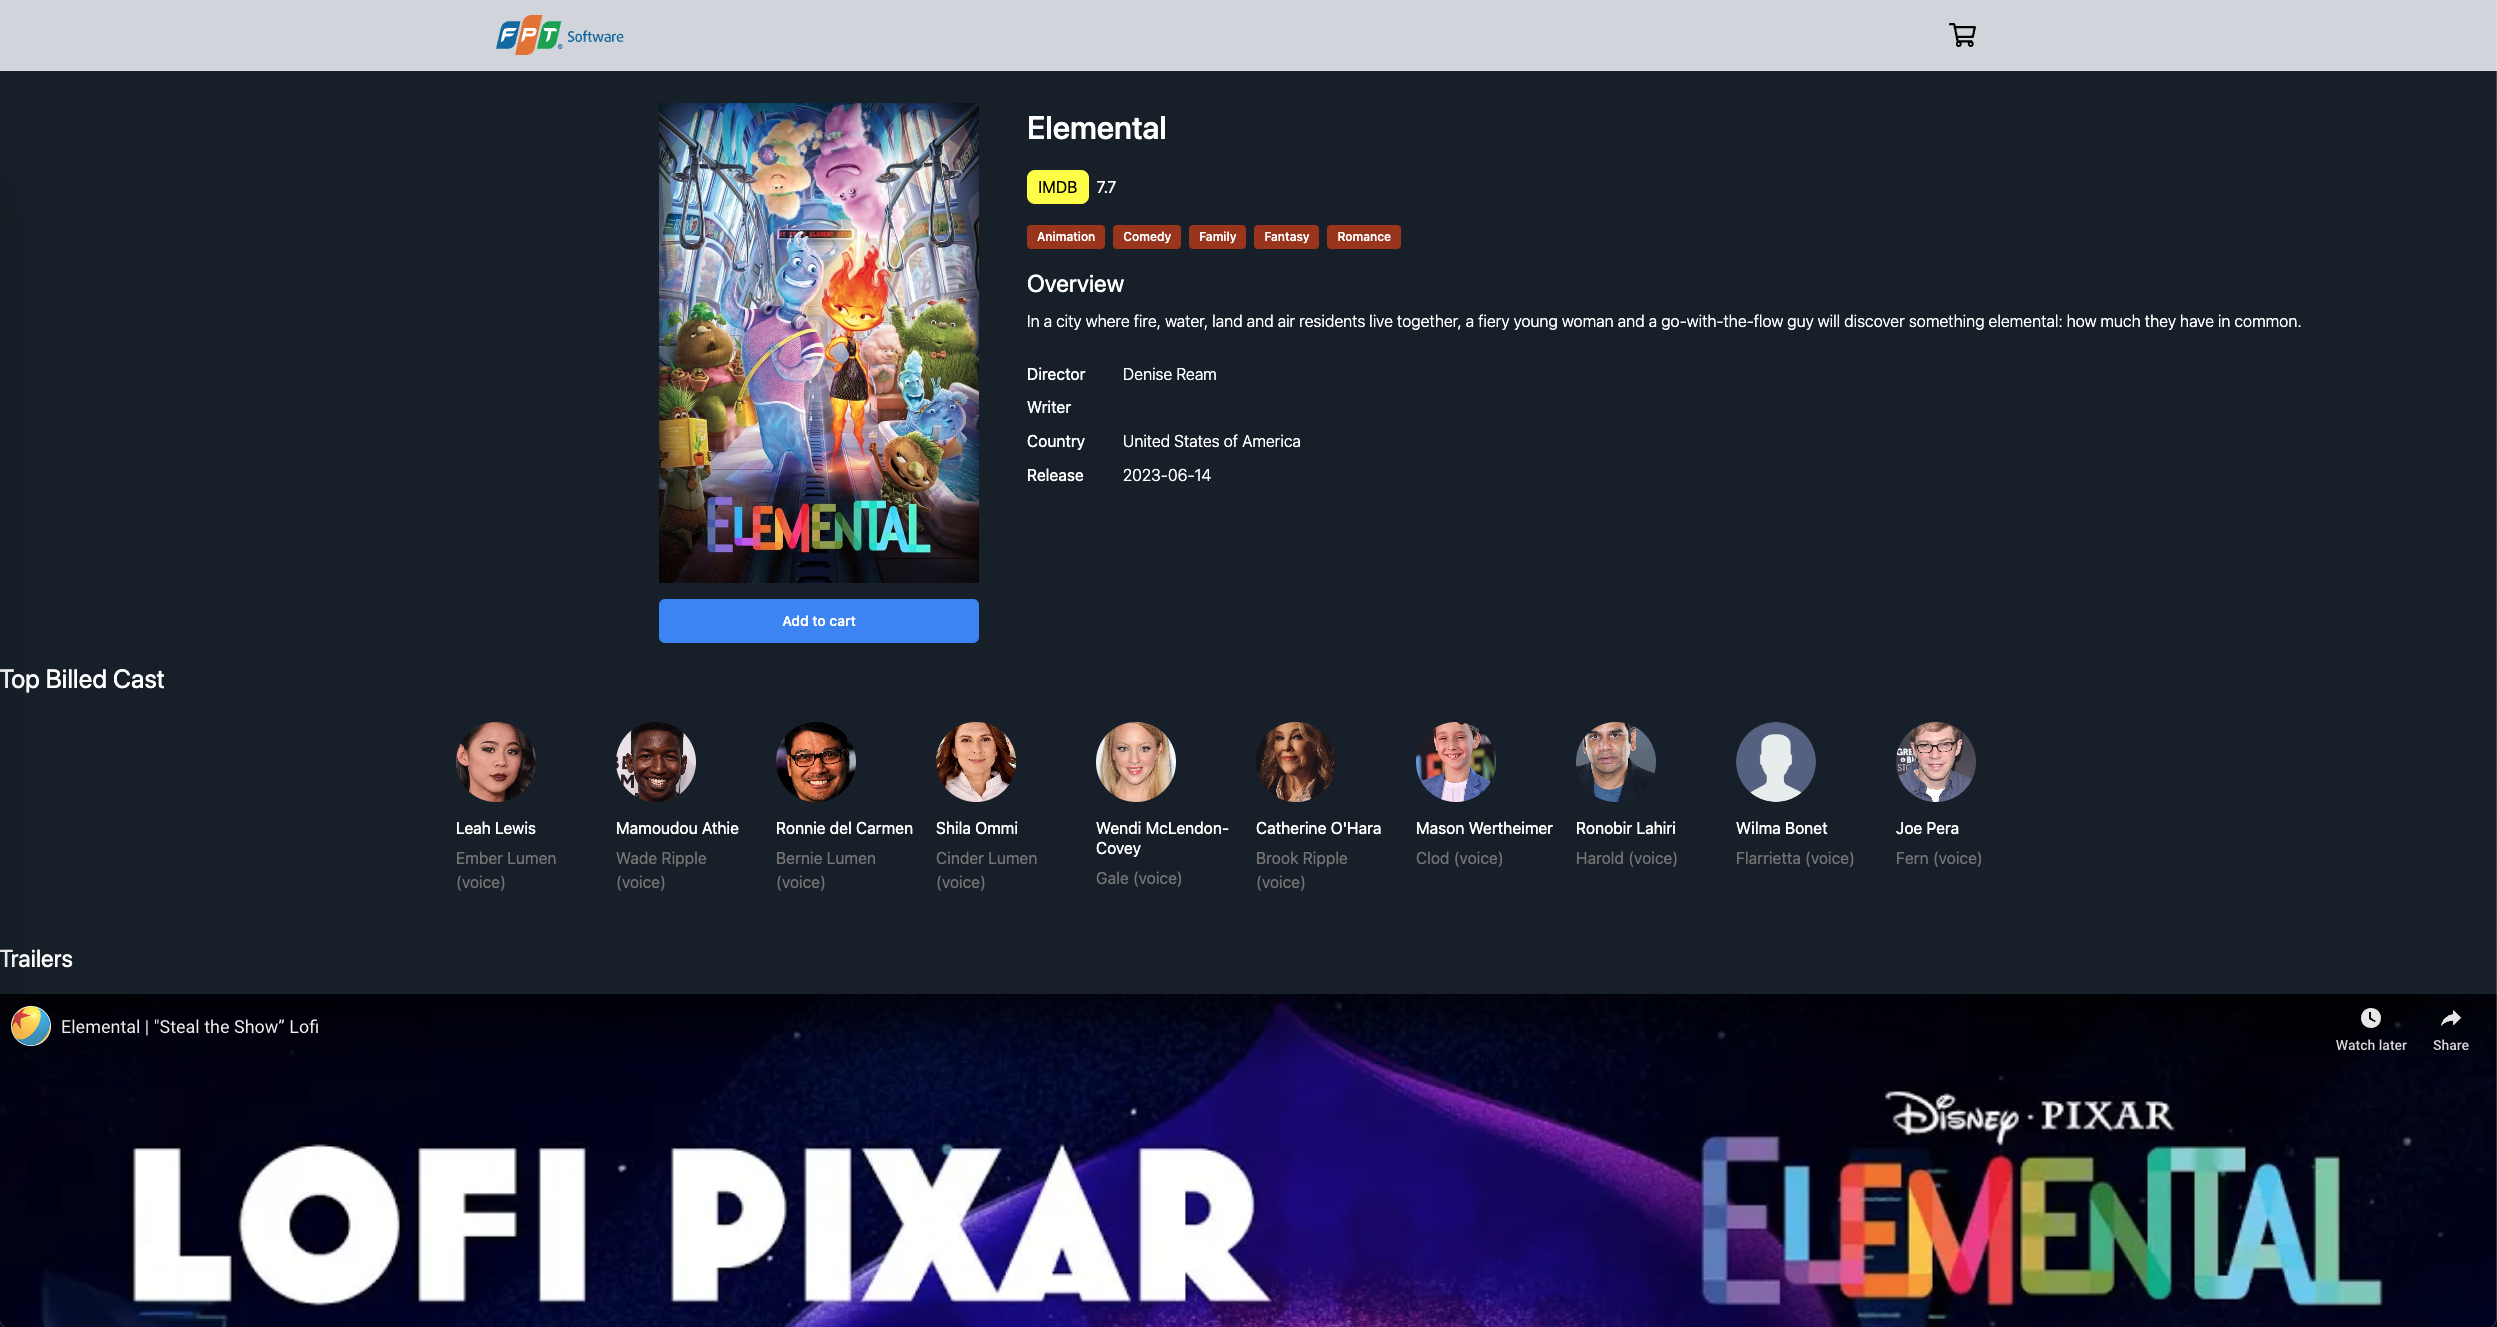 FPT Software
Elemental
IMDB 7.7
Animation Comedy Family Fantasy Romance
Overview
In a city where fire, water, land and air residents live together, a fiery young woman and a go-with-the-flow guy will discover something elemental: how much they have in common.
Director Denise Ream
Writer
Country United States of America
Release 2023-06-14
ELEMENTAL
Add to cart
Top Billed Cast
Leah Lewis
Ember Lumen
(voice)
Mamoudou Athie
Wade Ripple
(voice)
Ronnie del Carmen
Bernie Lumen
(voice)
Shila Ommi
Cinder Lumen
(voice)
Wendi McLendon-
Covey
Gale (voice)
Catherine O'Hara
Brook Ripple
(voice)
Mason Wertheimer
Clod (voice)
Ronobir Lahiri
Harold (voice)
Wilma Bonet
Flarrietta (voice)
Joe Pera
Fern (voice)
Trailers
Elemental | "Steal the Show” Lofi
Watch later Share
LOFI PIXAR
Disney · PIXAR
ELEMENTAL